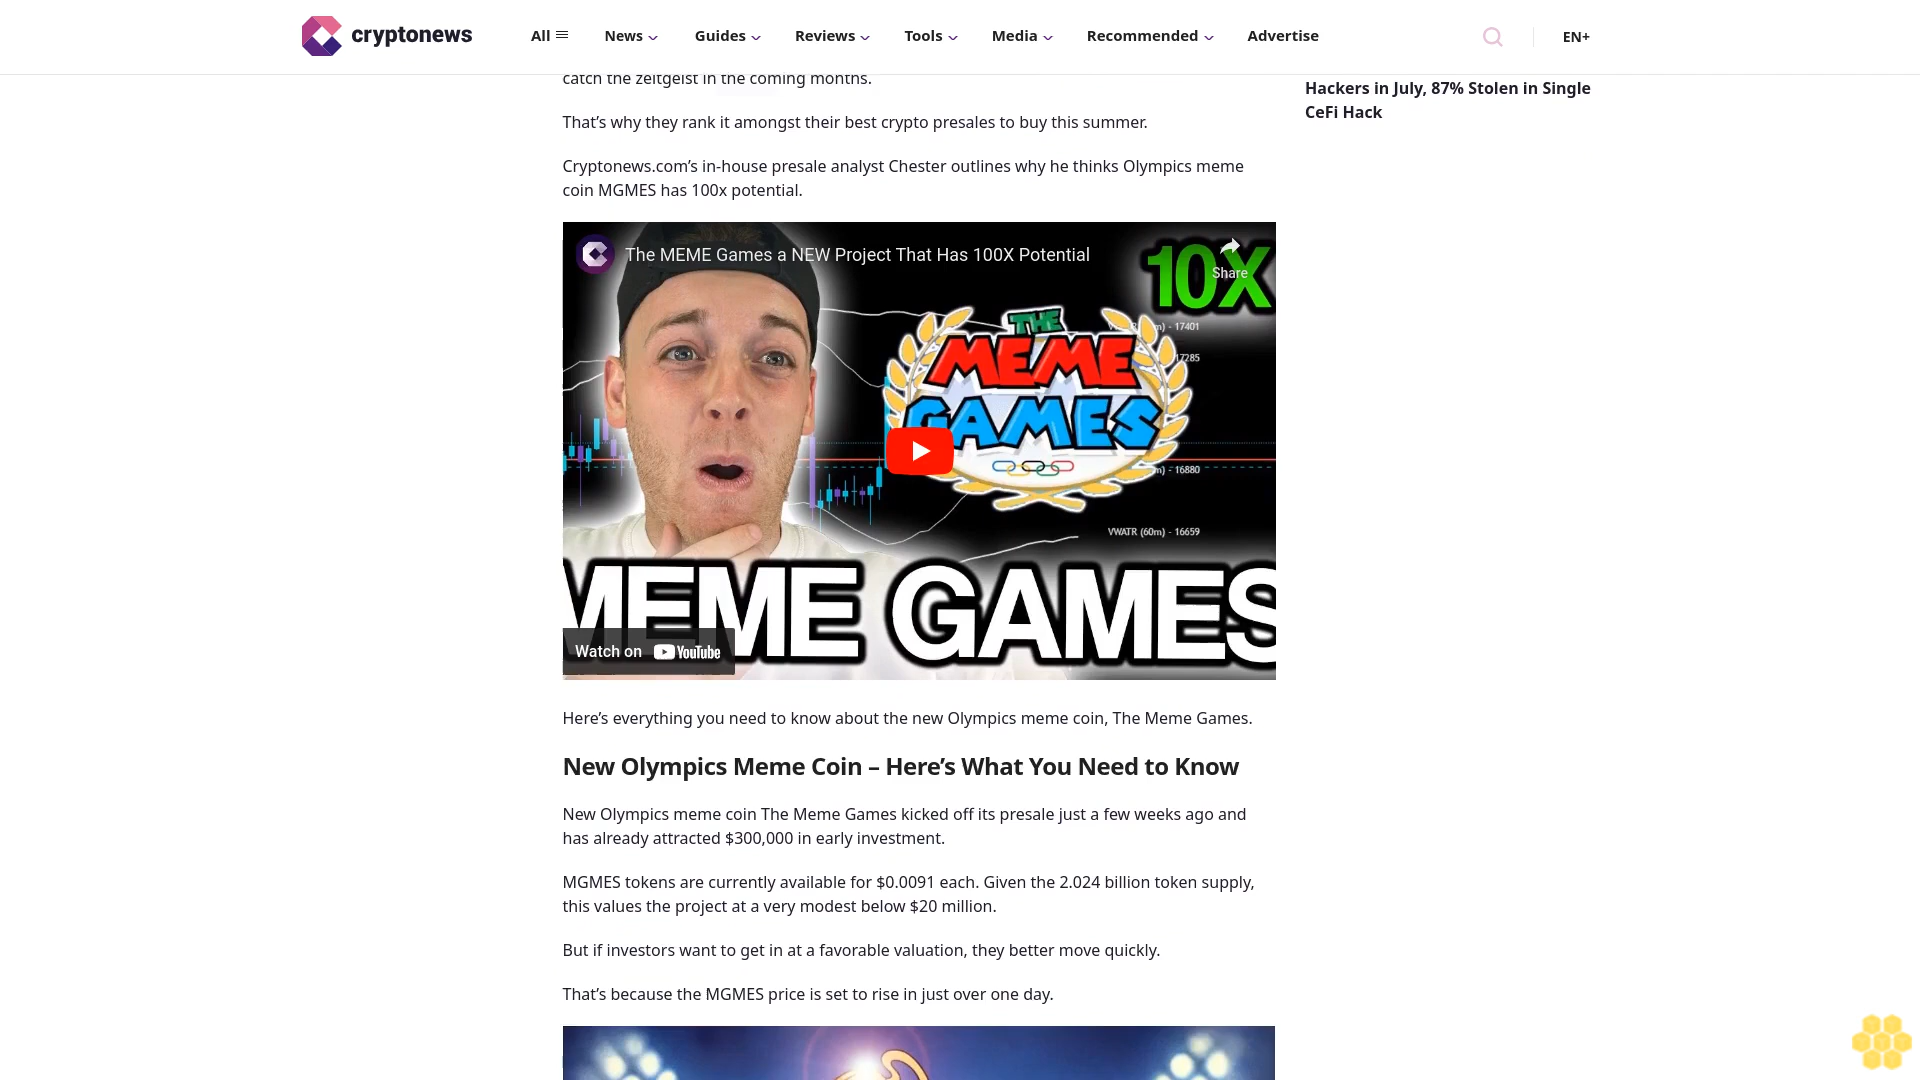 cryptonews
All
News
Guides
Reviews
Tools
Media
Recommended
Advertise
EN+
catch the zeitgeist in the coming months.
That’s why they rank it amongst their best crypto presales to buy this summer.
Cryptonews.com’s in-house presale analyst Chester outlines why he thinks Olympics meme
coin MGMES has 100x potential.
Hackers in July, 87% Stolen in Single
CeFi Hack
The MEME Games a NEW Project That Has 100X Potential
Share
10X
THE
MEME
GAMES
17401
17285
16880
VWATR (60m) - 16659
MEME GAMES
Watch on YouTube
Here’s everything you need to know about the new Olympics meme coin, The Meme Games.
New Olympics Meme Coin – Here’s What You Need to Know
New Olympics meme coin The Meme Games kicked off its presale just a few weeks ago and
has already attracted $300,000 in early investment.
MGMES tokens are currently available for $0.0091 each. Given the 2.024 billion token supply,
this values the project at a very modest below $20 million.
But if investors want to get in at a favorable valuation, they better move quickly.
That’s because the MGMES price is set to rise in just over one day.